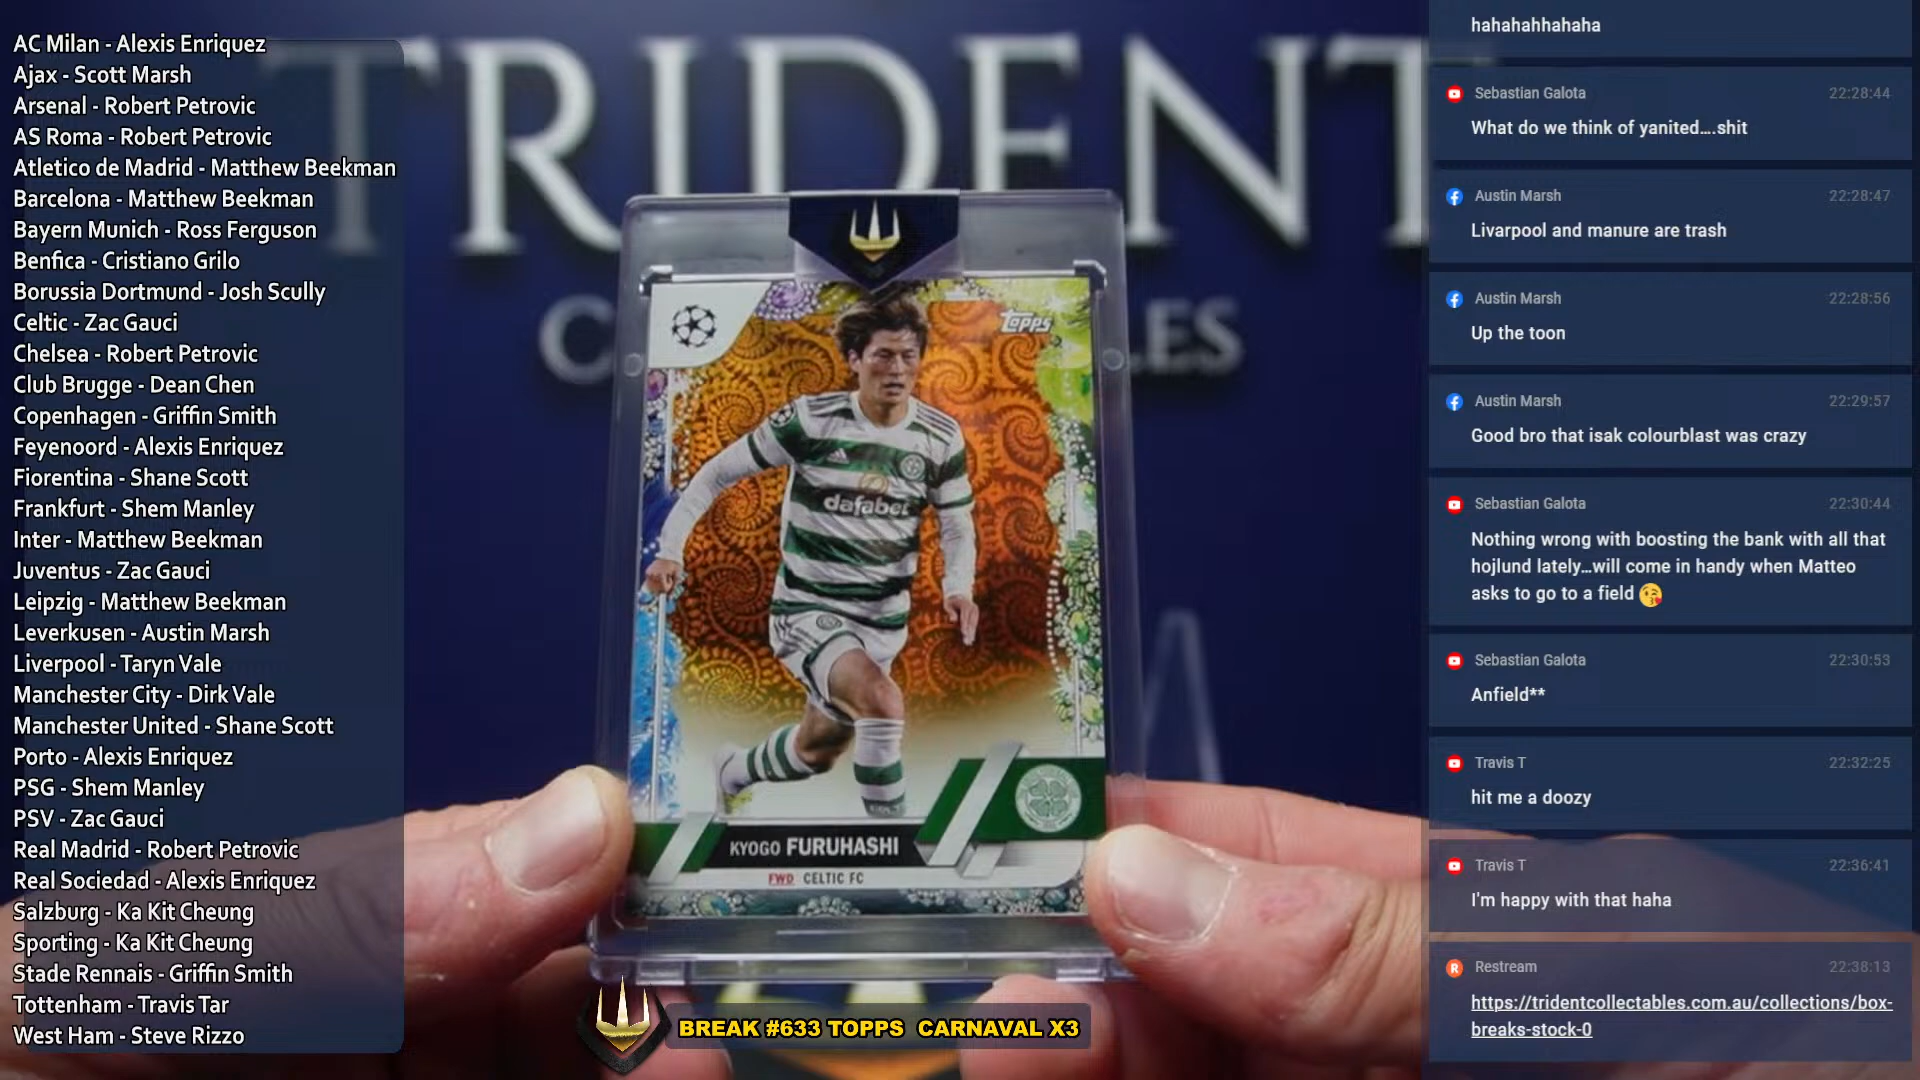 AC Milan - Alexis Enriquez
Ajax - Scott Marsh
Arsenal - Robert Petrovic
AS Roma - Robert Petrovic
Atletico de Madrid - Matthew Beekman
Barcelona - Matthew Beekman
Bayern Munich - Ross Ferguson
Benfica - Cristiano Grilo
Borussia Dortmund - Josh Scully
Celtic - Zac Gauci
Chelsea - Robert Petrovic
Club Brugge - Dean Chen
Copenhagen - Griffin Smith
Feyenoord - Alexis Enriquez
Fiorentina - Shane Scott
Frankfurt - Shem Manley
Inter - Matthew Beekman
Juventus - Zac Gauci
Leipzig - Matthew Beekman
Leverkusen - Austin Marsh
Liverpool - Taryn Vale
Manchester City - Dirk Vale
Manchester United - Shane Scott
Porto - Alexis Enriquez
PSG - Shem Manley
PSV - Zac Gauci
Real Madrid - Robert Petrovic
Real Sociedad - Alexis Enriquez
Salzburg - Ka Kit Cheung
Sporting - Ka Kit Cheung
Stade Rennais - Griffin Smith
Tottenham - Travis Tar
West Ham - Steve Rizzo
TRIDENT
Topps
dafabet
KYOGO FURUHASHI
FWD CELTIC FC
BREAK #633 TOPPS CARNAVAL X3
hahahahhahaha
Sebastian Galota 22:28:44
What do we think of yanited....shit
Austin Marsh 22:28:47
Livarpool and manure are trash
Austin Marsh 22:28:56
Up the toon
Austin Marsh 22:29:57
Good bro that isak colourblast was crazy
Sebastian Galota 22:30:44
Nothing wrong with boosting the bank with all that
hojlund lately...will come in handy when Matteo
asks to go to a field 😘
Sebastian Galota 22:30:53
Anfield**
Travis T 22:32:25
hit me a doozy
Travis T 22:36:41
I'm happy with that haha
Restream 22:38:13
https://tridentcollectables.com.au/collections/box-
breaks-stock-0